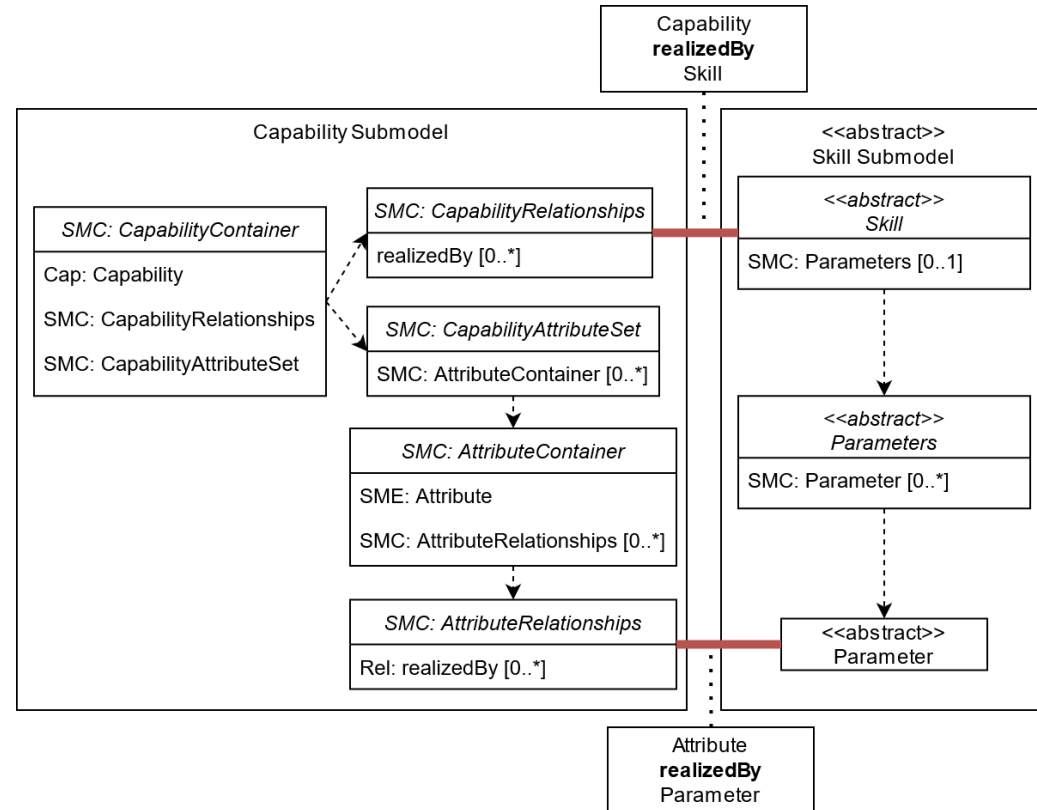 Capability
realizedBy
Skill
Capability Submodel
<<abstract>>
Skill Submodel
SMC: CapabilityContainer
Cap: Capability
SMC: CapabilityRelationships
SMC: CapabilityAttributeSet
SMC: CapabilityRelationships
realizedBy [0..*]
SMC: CapabilityAttributeSet
SMC: AttributeContainer [0..*]
SMC: AttributeContainer
SME: Attribute
SMC: AttributeRelationships [0..*]
SMC: AttributeRelationships
Rel: realizedBy [0..*]
<<abstract>>
Skill
SMC: Parameters [0..1]
<<abstract>>
Parameters
SMC: Parameter [0..*]
<<abstract>>
Parameter
Attribute
realizedBy
Parameter